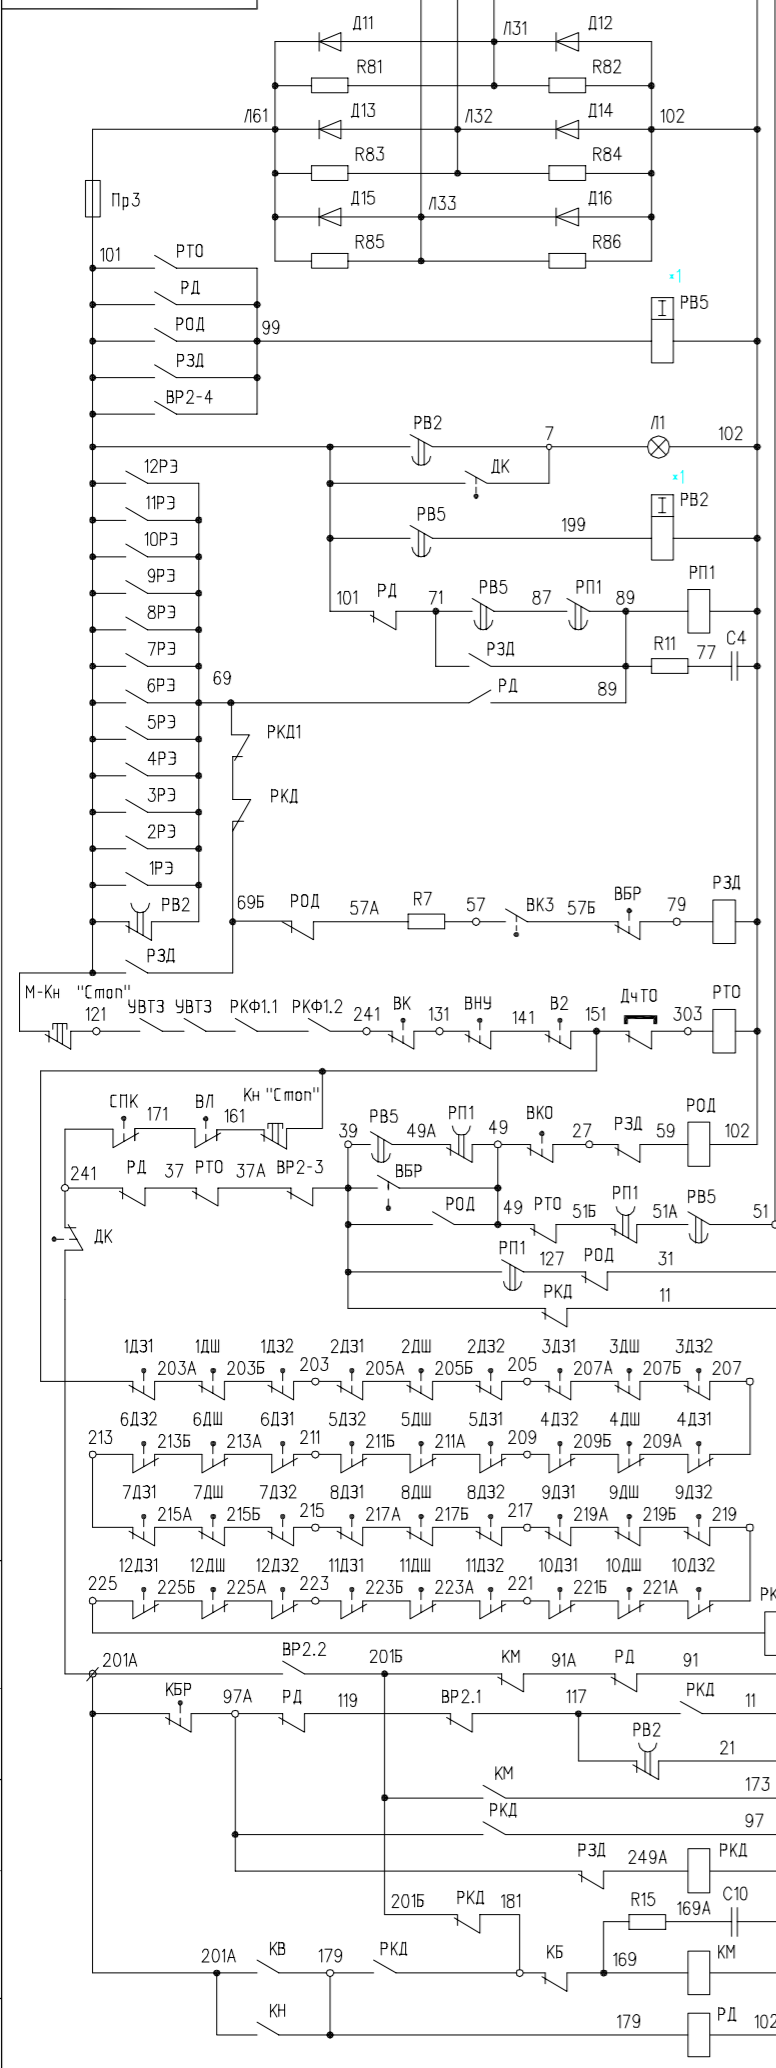 Д11 Л31 Д12
R81 R82
Л61 Д13 Л32 Д14 102
R83 R84
Пр3 Д15 Л33 Д16
R85 R86
101 РТО
*1
РД РВ5
РОД 99
РЗД
ВР2-4
РВ2 7 Л1 102
12РЭ ДК *1
11РЭ РВ5 199 РВ2
10РЭ
9РЭ 101 РД 71 РВ5 87 РП1 89 РП1
8РЭ
7РЭ РЗД R11 77 C4
6РЭ 69 РД 89
5РЭ РКД1
4РЭ
3РЭ РКД
2РЭ
1РЭ
РВ2 69Б РОД 57А R7 57 ВК3 57Б ВБР 79 РЗД
РЗД
М-Кн "Стоп" 121 УВТЗ УВТЗ РКФ1.1 РКФ1.2 241 ВК 131 ВНУ 141 В2 151 ДчТО 303 РТО
СПК 171 ВЛ 161 Кн "Стоп" 39 РВ5 49А РП1 49 ВКО 27 РЗД 59 РОД 102
241 РД 37 РТО 37А ВР2-3 ВБР
ДК РОД 49 РТО 51Б РП1 51А РВ5 51
РП1 127 РОД 31
РКД 11
1ДЗ1 203А 1ДШ 203Б 1ДЗ2 203 2ДЗ1 205А 2ДШ 205Б 2ДЗ2 205 3ДЗ1 207А 3ДШ 207Б 3ДЗ2 207
213 6ДЗ2 213Б 6ДШ 213А 6ДЗ1 211 5ДЗ2 211Б 5ДШ 211А 5ДЗ1 209 4ДЗ2 209Б 4ДШ 209А 4ДЗ1
7ДЗ1 215А 7ДШ 215Б 7ДЗ2 215 8ДЗ1 217А 8ДШ 217Б 8ДЗ2 217 9ДЗ1 219А 9ДШ 219Б 9ДЗ2 219
225 12ДЗ1 225Б 12ДШ 225А 12ДЗ2 223 11ДЗ1 223Б 11ДШ 223А 11ДЗ2 221 10ДЗ1 221Б 10ДШ 221А 10ДЗ2
201А ВР2.2 201Б КМ 91А РД 91
КБР 97А РД 119 ВР2.1 117 РКД 11
РВ2 21
КМ 173
РКД 97
РЗД 249А РКД
201Б РКД 181 R15 169А C10
201А КВ 179 РКД КБ 169 КМ
КН 179 РД 102